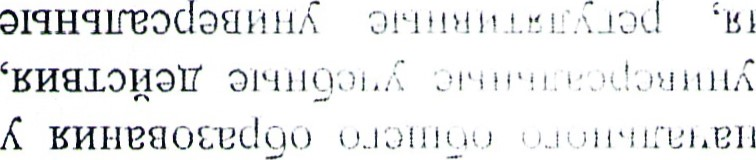 начального общего образования у
универсальные учебные действия,
ия, регулятивные универсальные